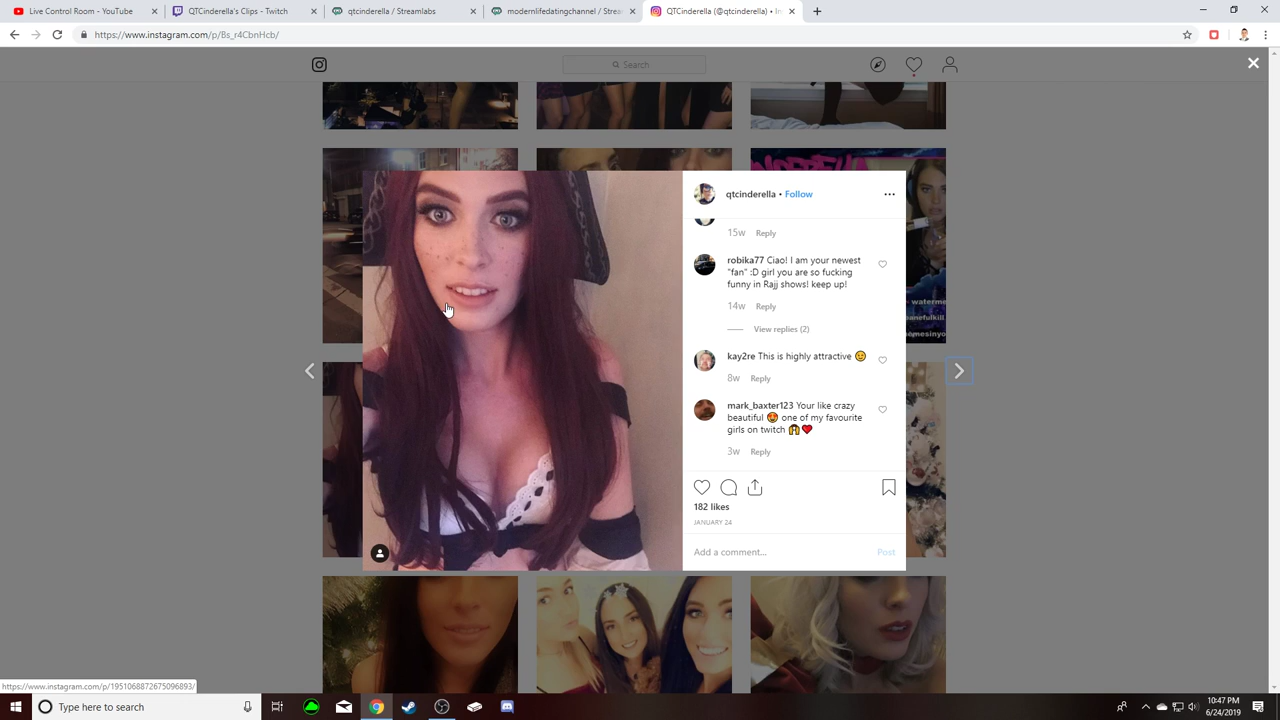 Live Control Room - YouTube
QTCinderella's Clips - Twitch
qtcinderella / Streamlabs
modernlifedatingchannel / Strea
QTCinderella (@qtcinderella) • In
https://www.instagram.com/p/Bs_r4CbnHcb/
Search
qtcinderella • Follow
15w Reply
robika77 Ciao! I am your newest
"fan" :D girl you are so fucking
funny in Rajj shows! keep up!
14w Reply
View replies (2)
kay2re This is highly attractive 😉
8w Reply
mark_baxter123 Your like crazy
beautiful 😍 one of my favourite
girls on twitch 🙌❤️
3w Reply
182 likes
JANUARY 24
Add a comment... Post
https://www.instagram.com/p/1951068872675096893/
Type here to search
10:47 PM
6/24/2019